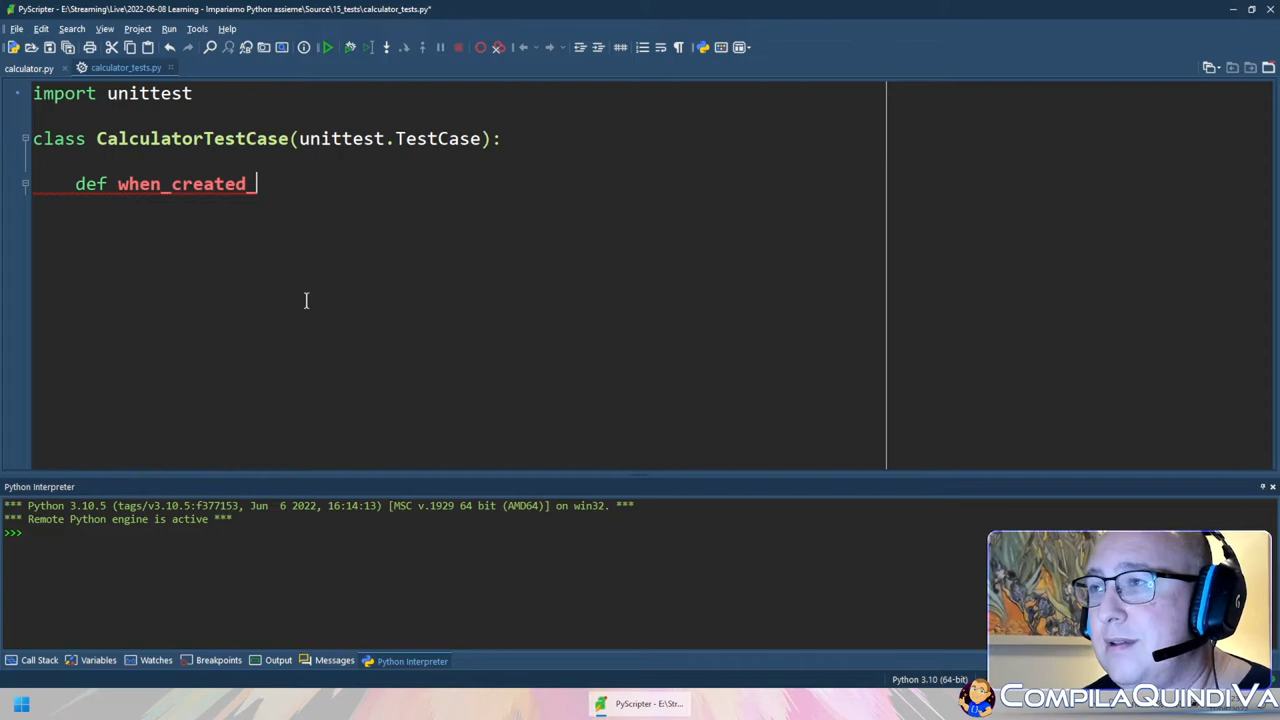 PyScripter - E:\Streaming\Live\2022-06-08 Learning - Impariamo Python assieme\Source\15_tests\calculator_tests.py*
File Edit Search View Project Run Tools Help
calculator.py calculator_tests.py
import unittest
class CalculatorTestCase(unittest.TestCase):
def when_created_
Python Interpreter
*** Python 3.10.5 (tags/v3.10.5:f377153, Jun 6 2022, 16:14:13) [MSC v.1929 64 bit (AMD64)] on win32. ***
*** Remote Python engine is active ***
>>>
Call Stack Variables Watches Breakpoints Output Messages Python Interpreter
Python 3.10 (64-bit)
PyScripter - E:\Stre...
COMPILAQUINDIVA